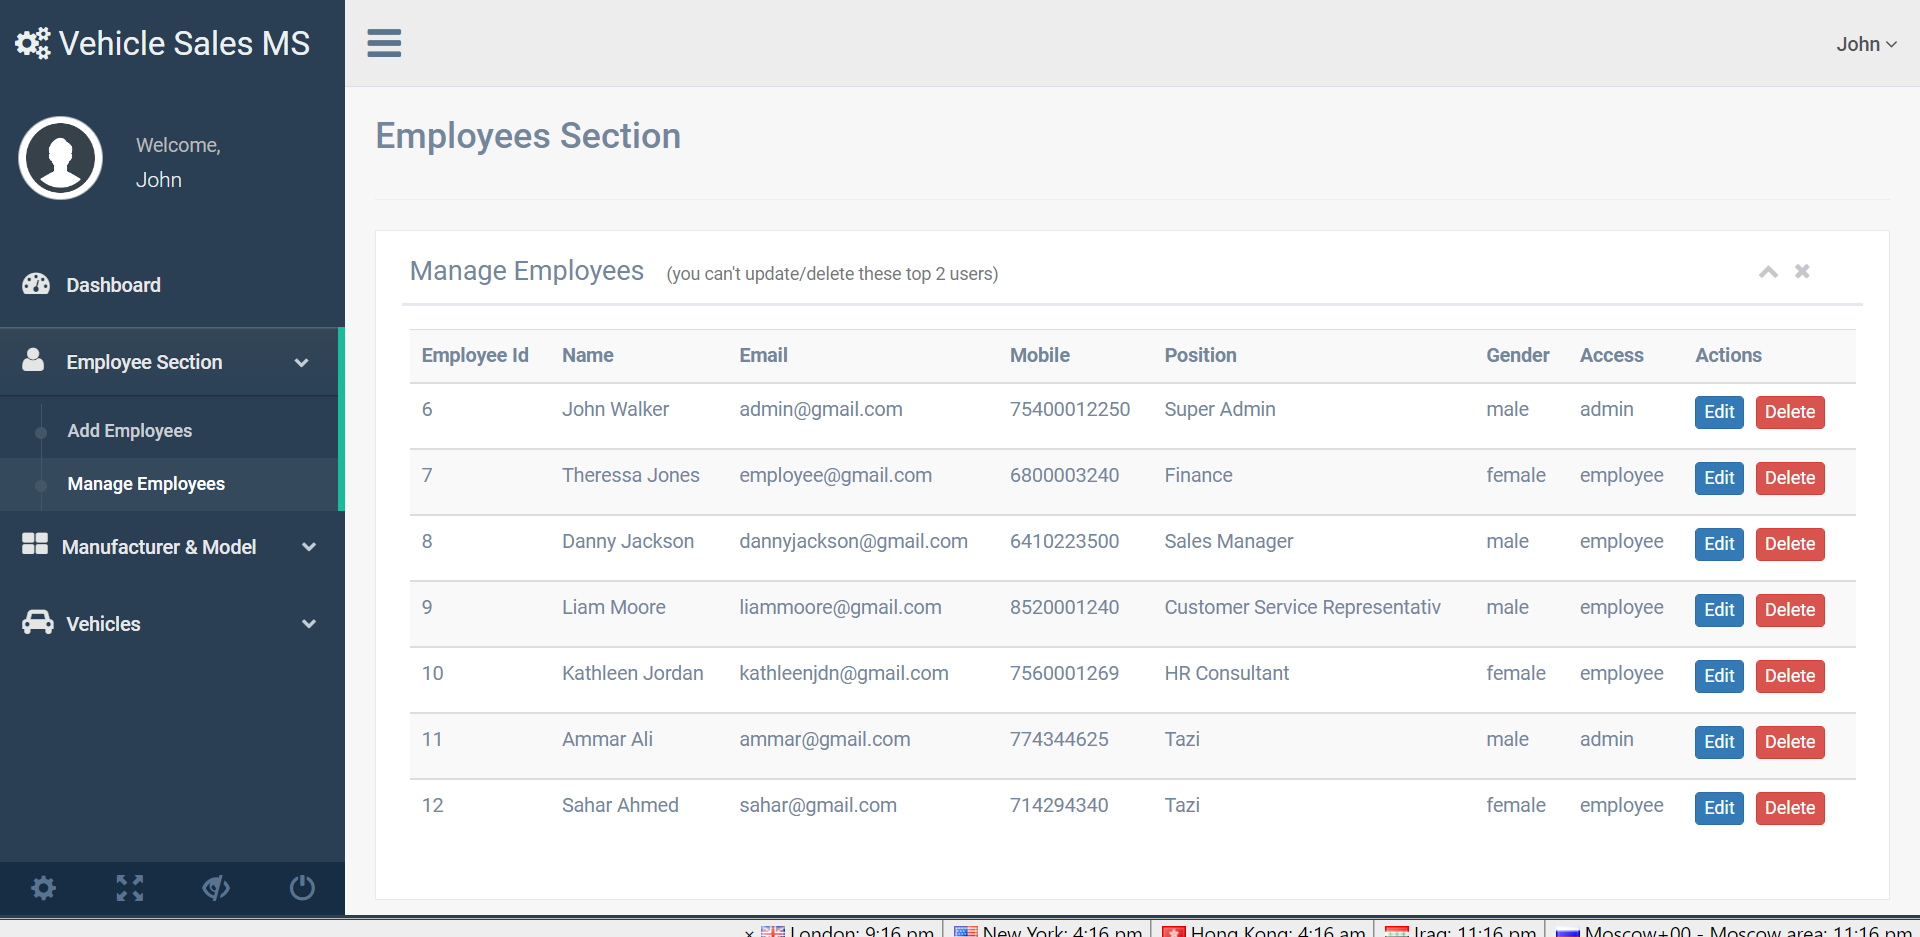 Vehicle Sales MS
John
Welcome,
John
Dashboard
Employee Section
Add Employees
Manage Employees
Manufacturer & Model
Vehicles
Employees Section
Manage Employees (you can't update/delete these top 2 users)
Employee Id Name Email Mobile Position Gender Access Actions
6 John Walker admin@gmail.com 75400012250 Super Admin male admin Edit Delete
7 Theressa Jones employee@gmail.com 6800003240 Finance female employee Edit Delete
8 Danny Jackson dannyjackson@gmail.com 6410223500 Sales Manager male employee Edit Delete
9 Liam Moore liammoore@gmail.com 8520001240 Customer Service Representativ male employee Edit Delete
10 Kathleen Jordan kathleenjdn@gmail.com 7560001269 HR Consultant female employee Edit Delete
11 Ammar Ali ammar@gmail.com 774344625 Tazi male admin Edit Delete
12 Sahar Ahmed sahar@gmail.com 714294340 Tazi female employee Edit Delete
London: 9:16 pm New York: 4:16 pm Hong Kong: 4:16 am Iraq: 11:16 pm Moscow+00 - Moscow area: 11:16 pm